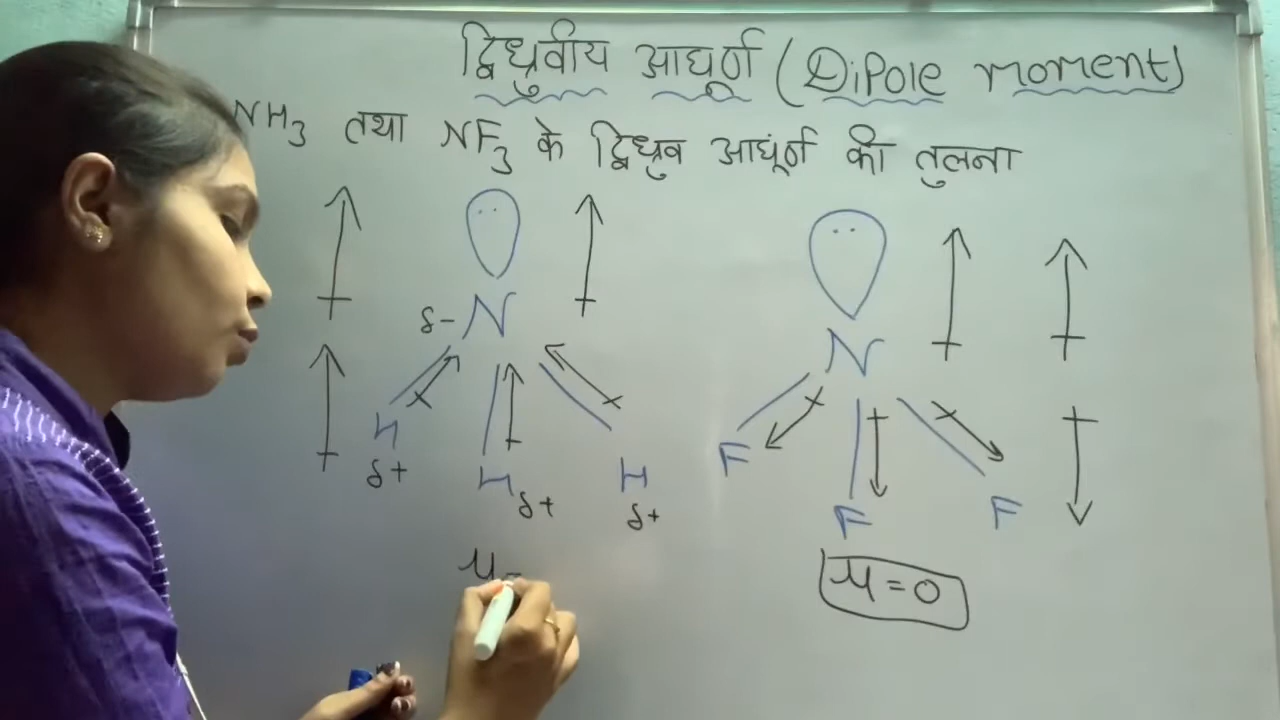 द्विध्रुवीय आघूर्ण (Dipole moment)
NH3 तथा NF3 के द्विध्रुव आघूंर्ण की तुलना
δ- N
N
H H H
δ+ δ+ δ+
F F F
μ=
μ=0